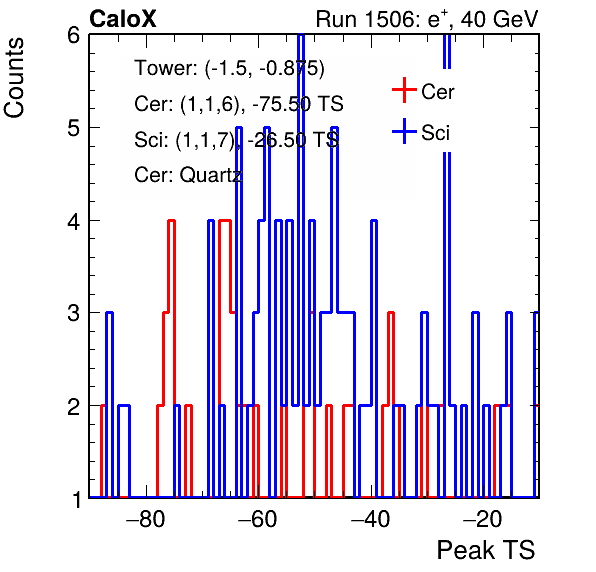 CaloX Run 1506: e⁺, 40 GeV
Counts
6
5
4
3
2
1
Tower: (-1.5, -0.875)
Cer: (1,1,6), -75.50 TS
Sci: (1,1,7), -26.50 TS
Cer: Quartz
Cer
Sci
−80 −60 −40 −20
Peak TS